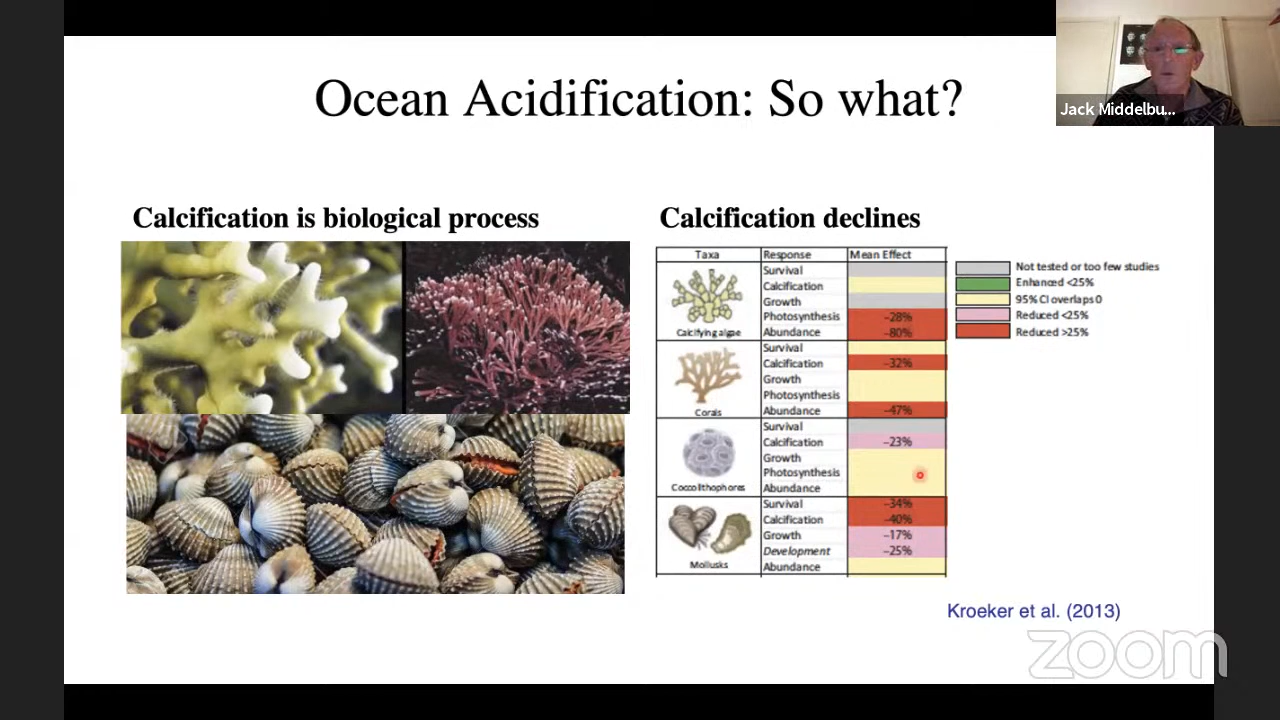 Ocean Acidification: So what?
Jack Middelbu...
Calcification is biological process
Calcification declines
Taxa Response Mean Effect
Survival
Calcification
Growth
Photosynthesis –28%
Calcifying algae Abundance –80%
Survival
Calcification –32%
Growth
Photosynthesis
Corals Abundance –47%
Survival
Calcification –23%
Growth
Photosynthesis
Coccolithophores Abundance
Survival –34%
Calcification –40%
Growth –17%
Development –25%
Mollusks Abundance
Not tested or too few studies
Enhanced <25%
95% CI overlaps 0
Reduced <25%
Reduced >25%
Kroeker et al. (2013)
zoom